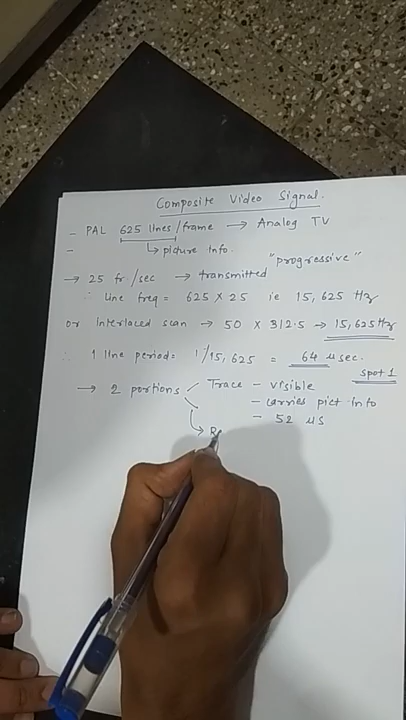 Composite Video Signal.
- PAL 625 lines/frame → Analog TV
- ↳ picture Info.
→ 25 fr/sec → transmitted "progressive"
∴ Line freq = 625 X 25 ie 15,625 Hz
or Interlaced scan → 50 X 312.5 → 15,625Hz
∴ 1 line period = 1/15,625 = 64 μsec.
spot 1
→ 2 portions Trace - visible
- carries pict info
- 52 μs
↳ R